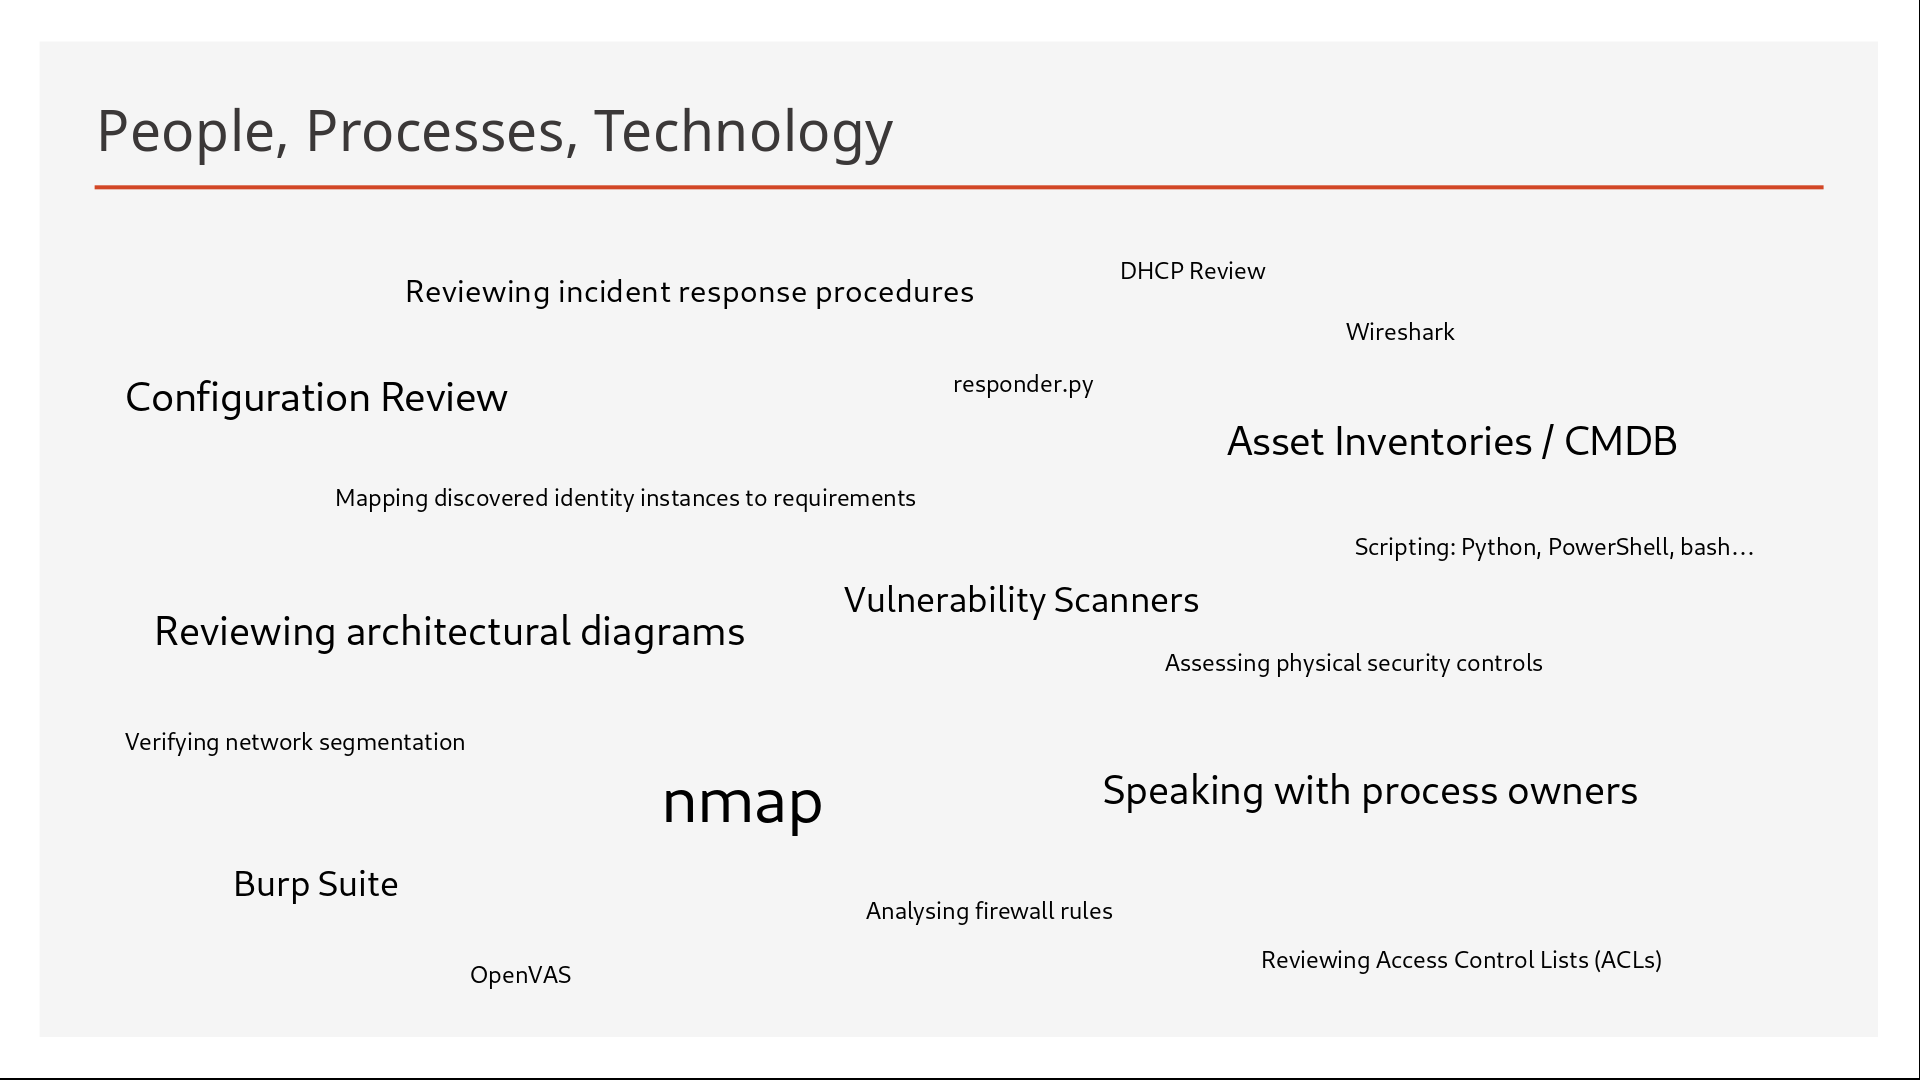 People, Processes, Technology
DHCP Review
Reviewing incident response procedures
Wireshark
responder.py
Configuration Review
Asset Inventories / CMDB
Mapping discovered identity instances to requirements
Scripting: Python, PowerShell, bash…
Vulnerability Scanners
Reviewing architectural diagrams
Assessing physical security controls
Verifying network segmentation
Speaking with process owners
nmap
Burp Suite
Analysing firewall rules
Reviewing Access Control Lists (ACLs)
OpenVAS